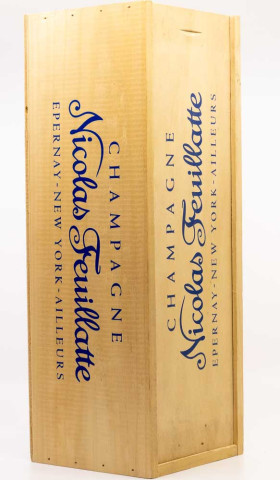 CHAMPAGNE
Nicolas Feuillatte
EPERNAY-NEW YORK-AILLEURS
CHAMPAGNE
Nicolas Feuillatte
EPERNAY-NEW YORK-AILLEURS